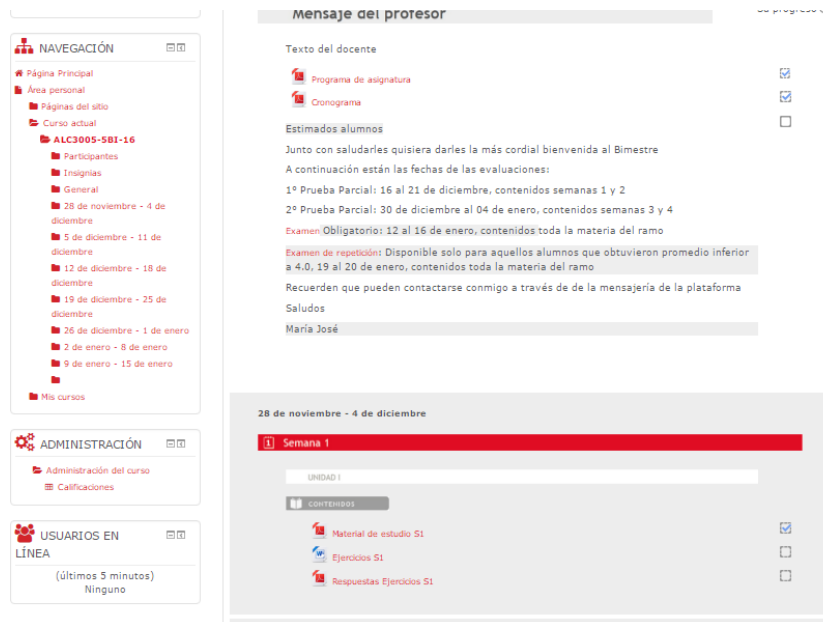 NAVEGACIÓN
Página Principal
Área personal
Páginas del sitio
Curso actual
ALC3005-5BI-16
Participantes
Insignias
General
28 de noviembre - 4 de
diciembre
5 de diciembre - 11 de
diciembre
12 de diciembre - 18 de
diciembre
19 de diciembre - 25 de
diciembre
26 de diciembre - 1 de enero
2 de enero - 8 de enero
9 de enero - 15 de enero
Mis cursos
ADMINISTRACIÓN
Administración del curso
Calificaciones
USUARIOS EN
LÍNEA
(últimos 5 minutos)
Ninguno
Mensaje del profesor
Su progreso
Texto del docente
Programa de asignatura
Cronograma
Estimados alumnos
Junto con saludarles quisiera darles la más cordial bienvenida al Bimestre
A continuación están las fechas de las evaluaciones:
1º Prueba Parcial: 16 al 21 de diciembre, contenidos semanas 1 y 2
2º Prueba Parcial: 30 de diciembre al 04 de enero, contenidos semanas 3 y 4
Examen Obligatorio: 12 al 16 de enero, contenidos toda la materia del ramo
Examen de repetición: Disponible solo para aquellos alumnos que obtuvieron promedio inferior
a 4.0, 19 al 20 de enero, contenidos toda la materia del ramo
Recuerden que pueden contactarse conmigo a través de de la mensajería de la plataforma
Saludos
María José
28 de noviembre - 4 de diciembre
1 Semana 1
UNIDAD I
CONTENIDOS
Material de estudio S1
Ejercicios S1
Respuestas Ejercicios S1